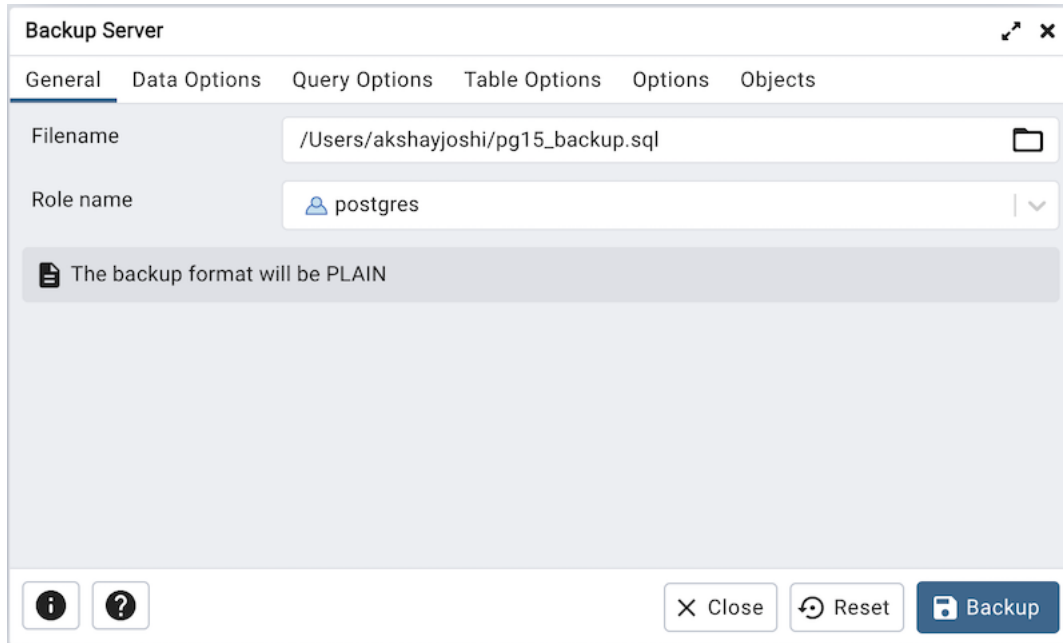 Backup Server
General Data Options Query Options Table Options Options Objects
Filename /Users/akshayjoshi/pg15_backup.sql
Role name postgres
The backup format will be PLAIN
Close Reset Backup